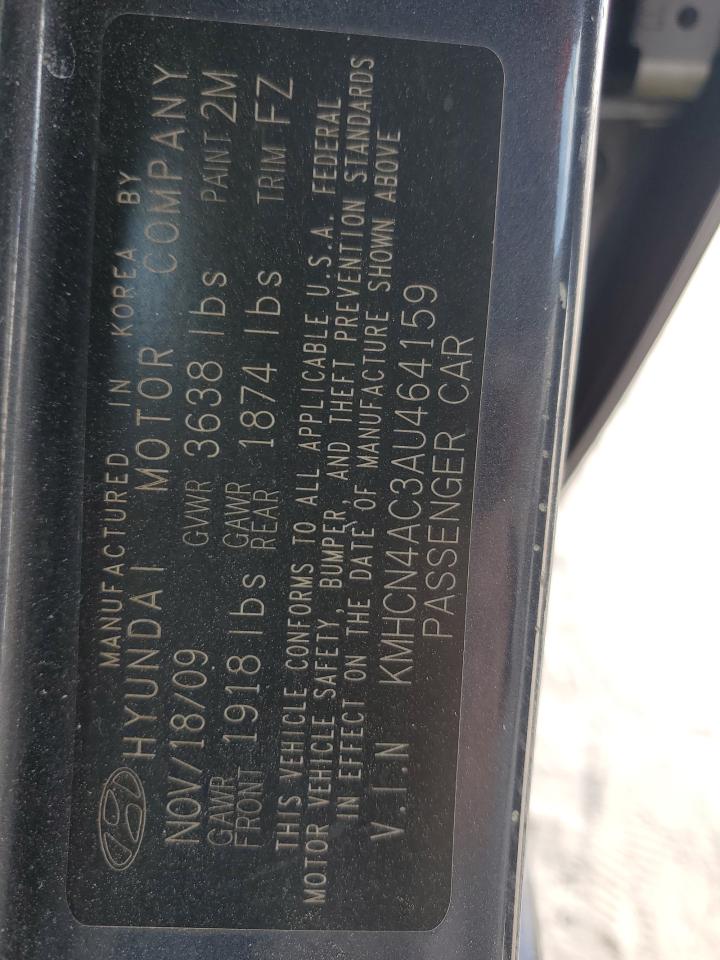 MANUFACTURED IN KOREA BY
HYUNDAI MOTOR COMPANY
NOV/18/09 GVWR 3638 lbs PAINT 2M
GAWR FRONT 1918 lbs GAWR REAR 1874 lbs TRIM FZ
THIS VEHICLE CONFORMS TO ALL APPLICABLE U.S.A. FEDERAL
MOTOR VEHICLE SAFETY, BUMPER, AND THEFT PREVENTION STANDARDS
IN EFFECT ON THE DATE OF MANUFACTURE SHOWN ABOVE
V.I.N KMHCN4AC3AU464159
PASSENGER CAR